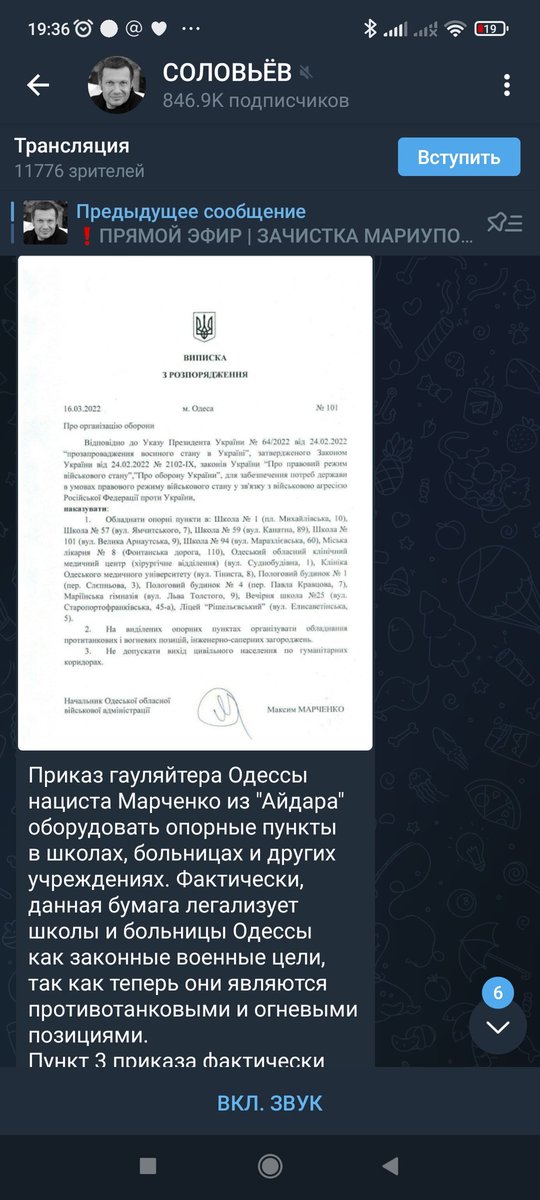 19:36
19
СОЛОВЬЁВ
846.9K подписчиков
Трансляция
11776 зрителей
Вступить
Предыдущее сообщение
❗ПРЯМОЙ ЭФИР | ЗАЧИСТКА МАРИУПО...
ВИПИСКА
З РОЗПОРЯДЖЕННЯ
16.03.2022 м. Одеса № 101
Про організацію оборони
Відповідно до Указу Президента України № 64/2022 від 24.02.2022
"прозапровадження воєнного стану в Україні", затвердженого Законом
України від 24.02.2022 № 2102-IX, законів України "Про правовий режим
військового стану","Про оборону України", для забезпечення потреб держави
в умовах правового режиму військового стану у зв'язку з військовою агресією
Російської Федерації проти України,
наказувати:
1. Обладнати опорні пункти в: Школа № 1 (пл. Михайлівська, 10),
Школа № 57 (вул. Ямчитського, 7), Школа № 59 (вул. Канатна, 89), Школа №
101 (вул. Велика Арнаутська, 9), Школа № 94 (вул. Маразліївська, 60), Міська
лікарня № 8 (Фонтанська дорога, 110), Одеський обласний клінічний
медичний центр (хірургічне відділення) (вул. Суднобудівна, 1), Клініка
Одеського медичного університету (вул. Тіниста, 8), Пологовий будинок № 1
(пер. Слєпньова, 3), Пологовий будинок № 4 (пер. Павла Кравцова, 7),
Маріїнська гімназія (вул. Льва Толстого, 9), Вечірня школа №25 (вул.
Старопортофранківська, 45-а), Ліцей "Рішельєвський" (вул. Елисаветінська,
5).
2. На виділених опорних пунктах організувати обладнання
протитанкових і вогневих позицій, інженерно-саперних загороджень.
3. Не допускати вихід цивільного населення по гуманітарних
коридорах.
Начальник Одеської обласної
військової адміністрації Максим МАРЧЕНКО
Приказ гауляйтера Одессы
нациста Марченко из "Айдара"
оборудовать опорные пункты
в школах, больницах и других
учреждениях. Фактически,
данная бумага легализует
школы и больницы Одессы
как законные военные цели,
так как теперь они являются
противотанковыми и огневыми
позициями.
Пункт 3 приказа фактически
6
ВКЛ. ЗВУК